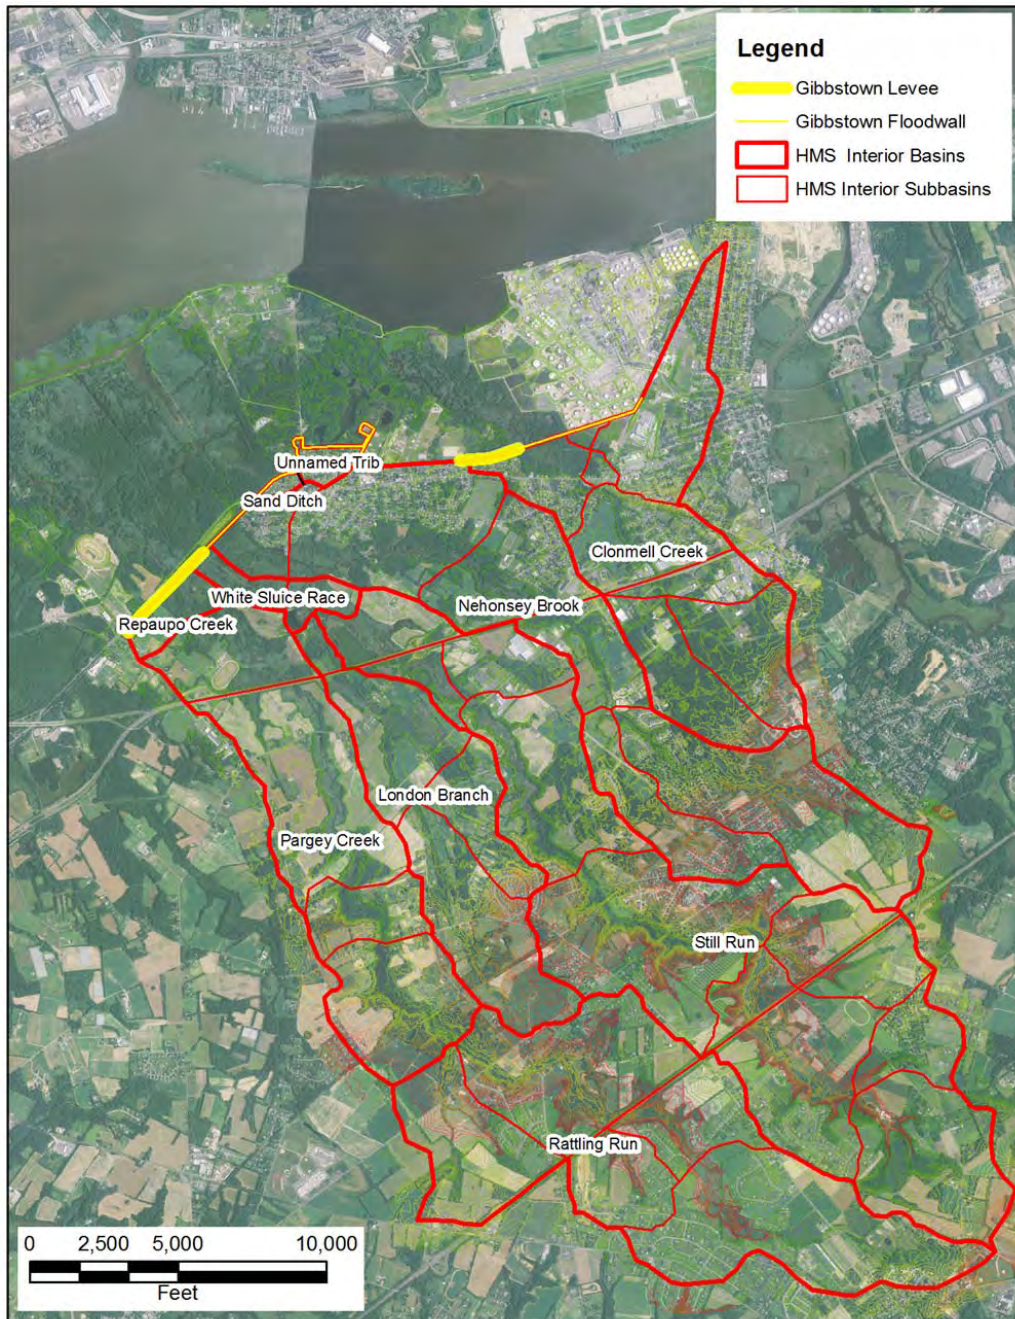 Legend
Gibbstown Levee
Gibbstown Floodwall
HMS Interior Basins
HMS Interior Subbasins
Unnamed Trib
Sand Ditch
Clonmell Creek
White Sluice Race
Nehonsey Brook
Repaupo Creek
London Branch
Pargey Creek
Still Run
Rattling Run
0 2,500 5,000 10,000
Feet